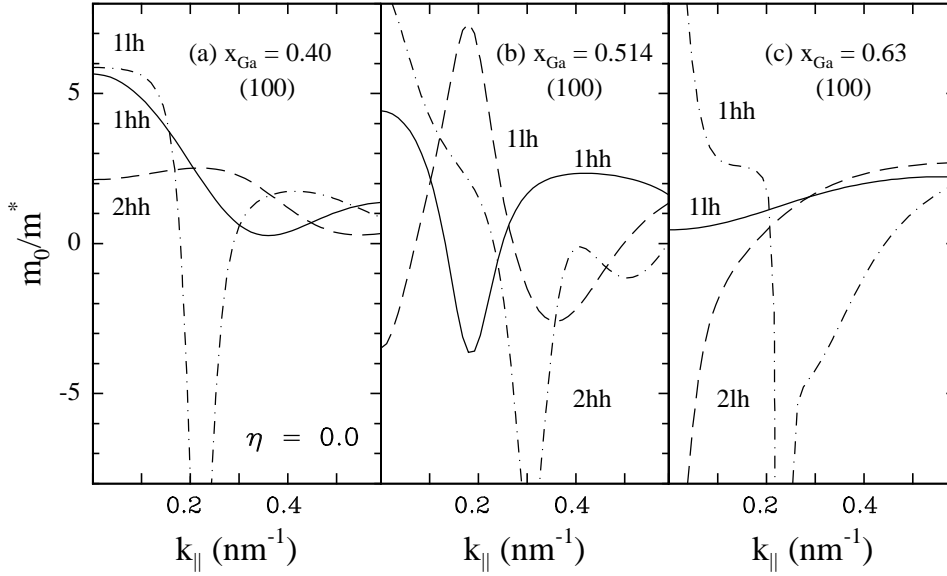 m₀/m*
5
0
-5
(a) x_Ga = 0.40
(100)
1lh
1hh
2hh
η = 0.0
0.2 0.4
k_|| (nm⁻¹)
(b) x_Ga = 0.514
(100)
1lh
1hh
2hh
0.2 0.4
k_|| (nm⁻¹)
(c) x_Ga = 0.63
(100)
1hh
1lh
2lh
0.2 0.4
k_|| (nm⁻¹)